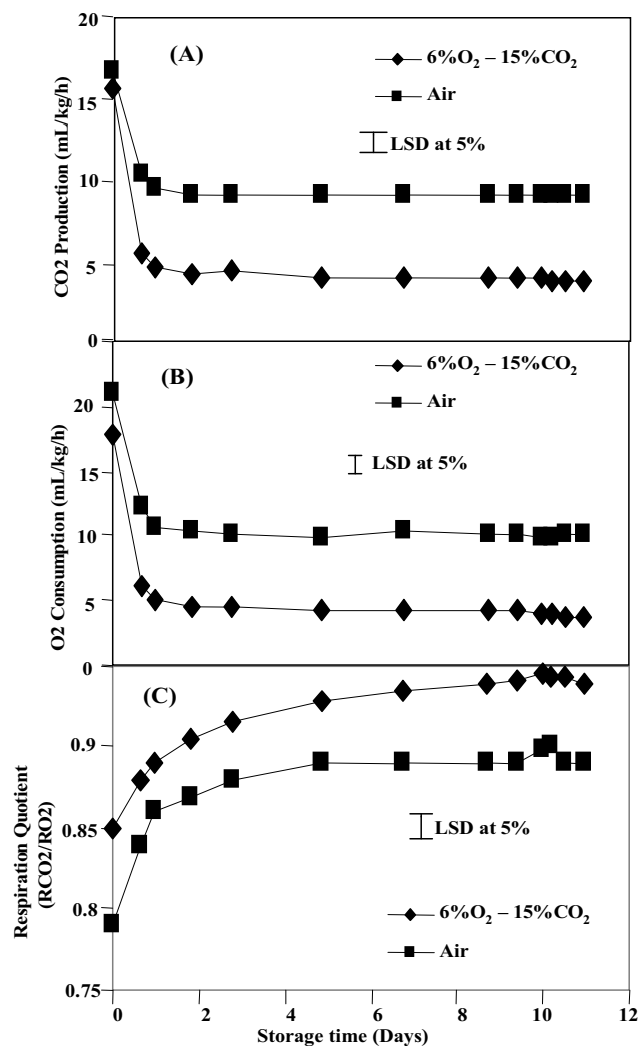 20
(A)
6%O2 – 15%CO2
Air
15
LSD at 5%
10
5
0
CO2 Production (mL/kg/h)
(B)
6%O2 – 15%CO2
20
Air
LSD at 5%
15
10
5
0
O2 Consumption (mL/kg/h)
(C)
0.9
0.85
LSD at 5%
0.8
6%O2 – 15%CO2
Air
0.75
Respiration Quotient
(RCO2/RO2)
0 2 4 6 8 10 12
Storage time (Days)